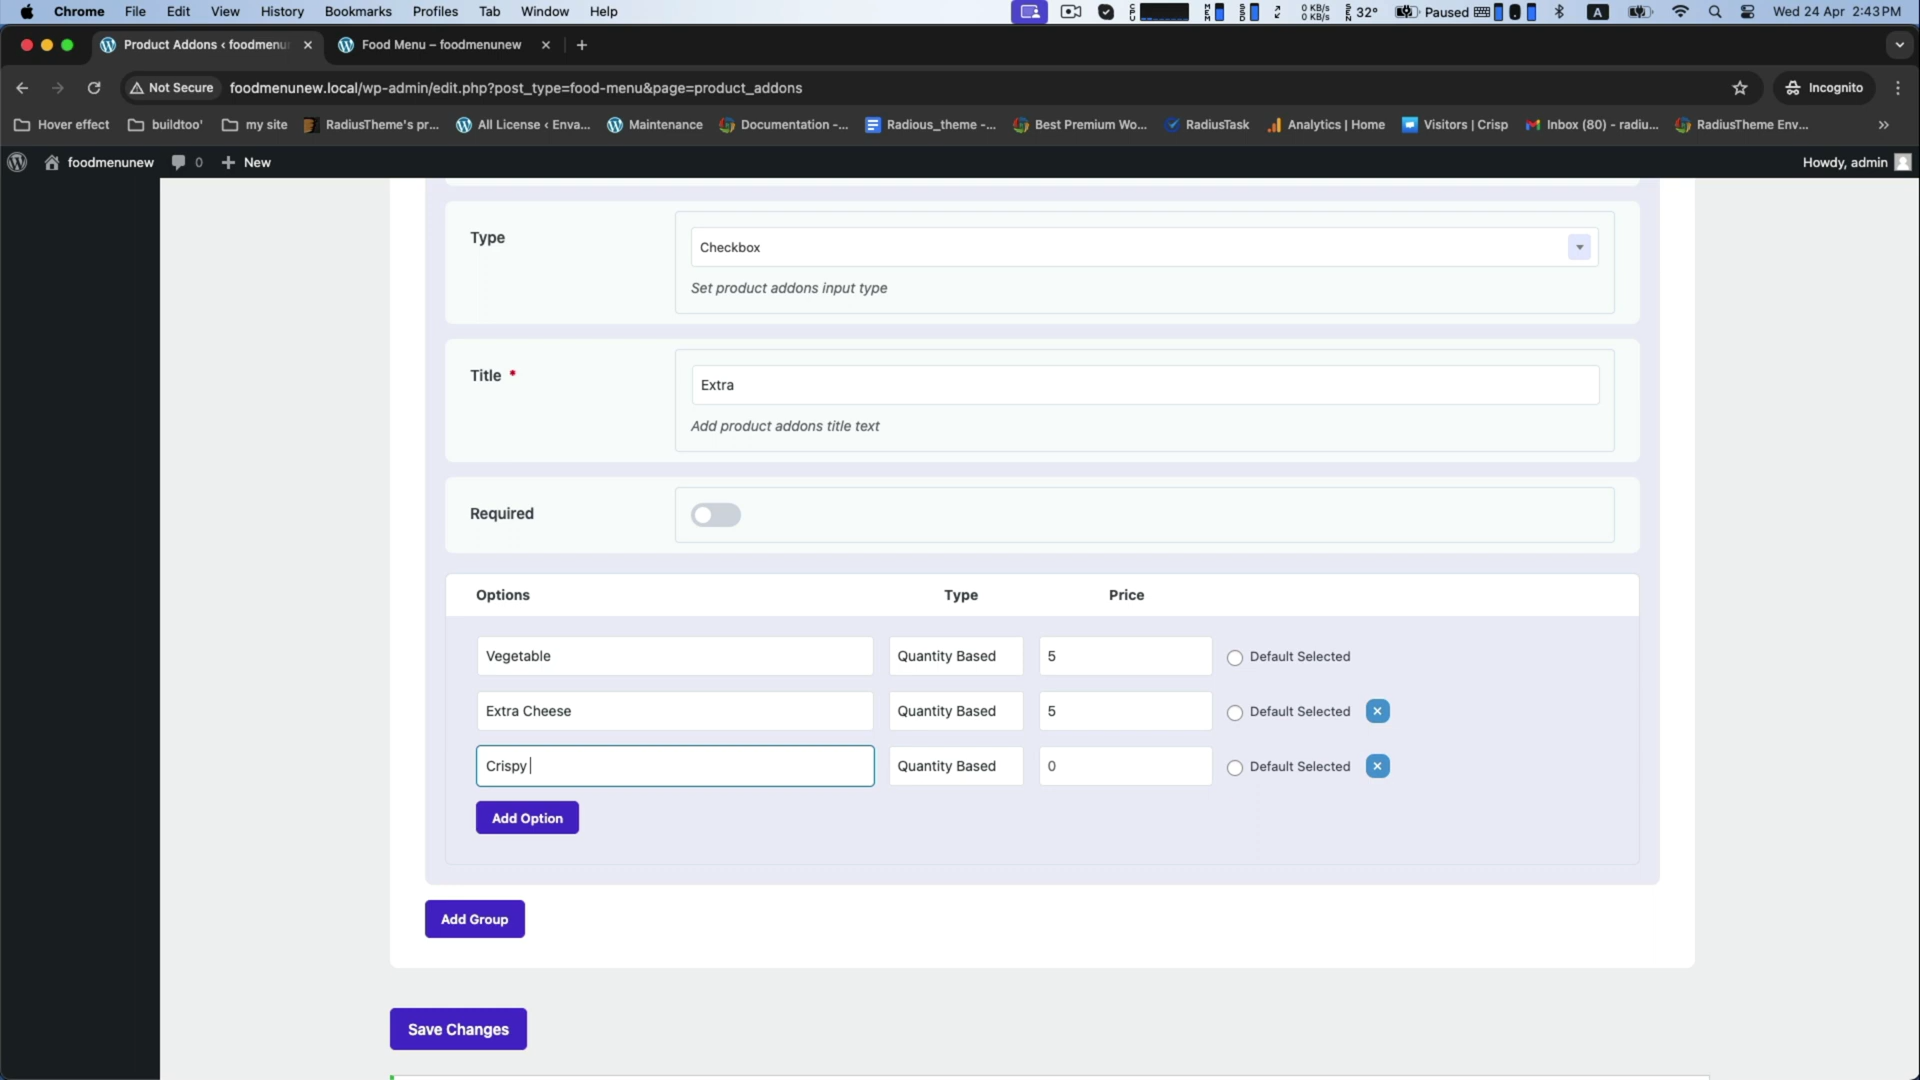 Chrome File Edit View History Bookmarks Profiles Tab Window Help 0 KB/s 0 KB/s 32° Paused A Wed 24 Apr 2:43 PM
Product Addons ‹ foodmenu Food Menu – foodmenunew
Not Secure foodmenunew.local/wp-admin/edit.php?post_type=food-menu&page=product_addons Incognito
Hover effect buildtoo' my site RadiusTheme's pr... All License ‹ Enva... Maintenance Documentation -... Radious_theme -... Best Premium Wo... RadiusTask Analytics | Home Visitors | Crisp Inbox (80) - radiu... RadiusTheme Env... »
foodmenunew 0 + New Howdy, admin
Type
Checkbox
Set product addons input type
Title *
Extra
Add product addons title text
Required
Options Type Price
Vegetable Quantity Based 5 Default Selected
Extra Cheese Quantity Based 5 Default Selected
Crispy Quantity Based 0 Default Selected
Add Option
Add Group
Save Changes